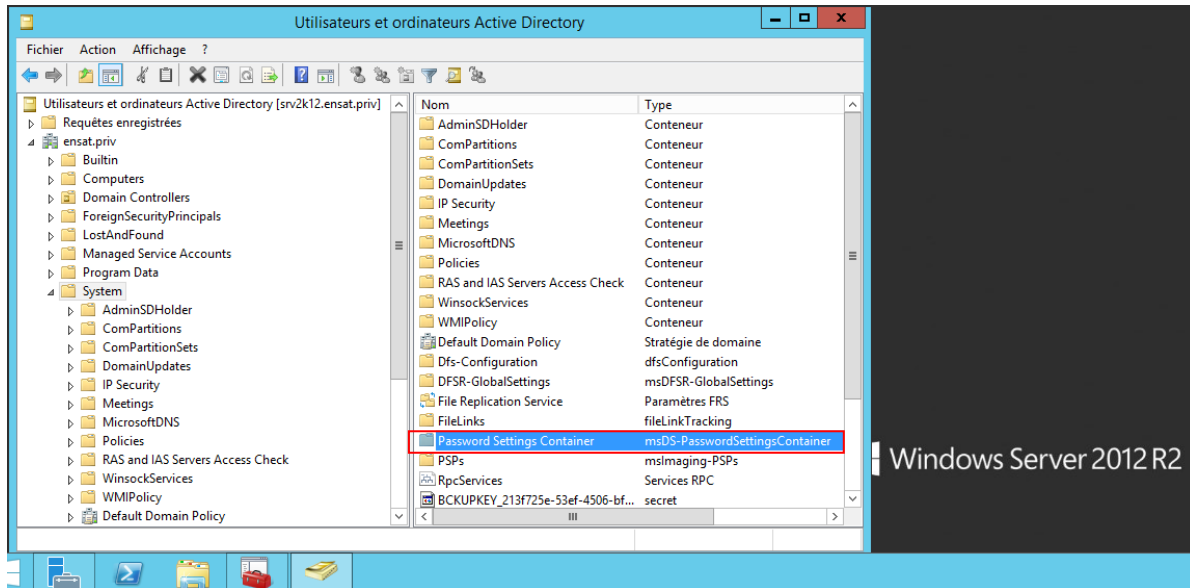 Utilisateurs et ordinateurs Active Directory
Fichier Action Affichage ?
Utilisateurs et ordinateurs Active Directory [srv2k12.ensat.priv]
Requêtes enregistrées
ensat.priv
Builtin
Computers
Domain Controllers
ForeignSecurityPrincipals
LostAndFound
Managed Service Accounts
Program Data
System
AdminSDHolder
ComPartitions
ComPartitionSets
DomainUpdates
IP Security
Meetings
MicrosoftDNS
Policies
RAS and IAS Servers Access Check
WinsockServices
WMIPolicy
Default Domain Policy
Nom Type
AdminSDHolder Conteneur
ComPartitions Conteneur
ComPartitionSets Conteneur
DomainUpdates Conteneur
IP Security Conteneur
Meetings Conteneur
MicrosoftDNS Conteneur
Policies Conteneur
RAS and IAS Servers Access Check Conteneur
WinsockServices Conteneur
WMIPolicy Conteneur
Default Domain Policy Stratégie de domaine
Dfs-Configuration dfsConfiguration
DFSR-GlobalSettings msDFSR-GlobalSettings
File Replication Service Paramètres FRS
FileLinks fileLinkTracking
Password Settings Container msDS-PasswordSettingsContainer
PSPs msImaging-PSPs
RpcServices Services RPC
BCKUPKEY_213f725e-53ef-4506-bf... secret
Windows Server 2012 R2